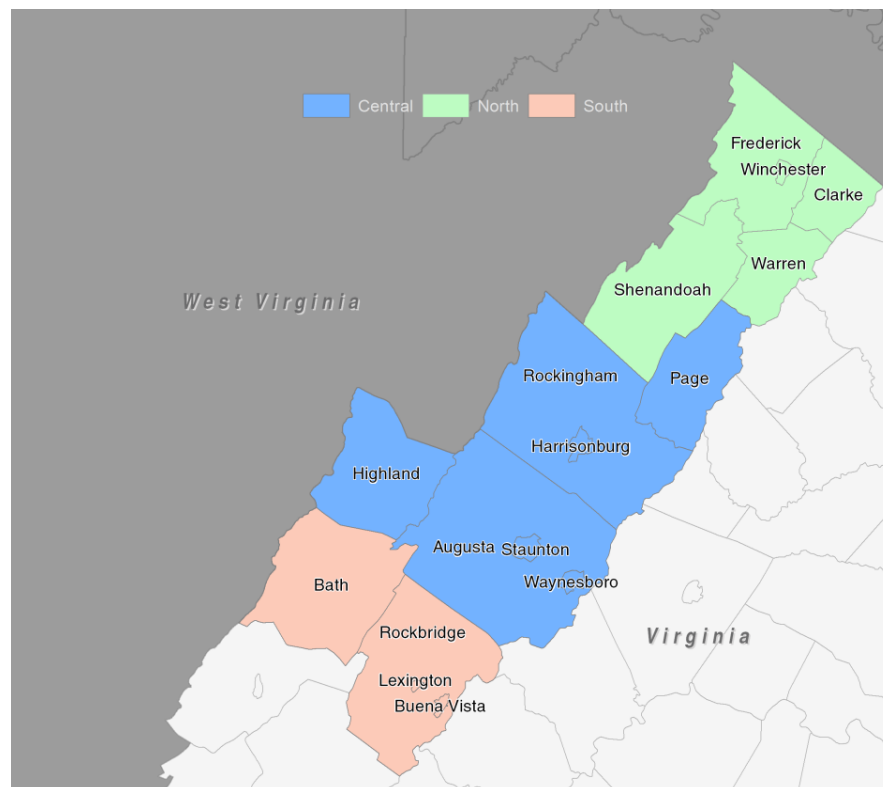 Central North South
Frederick
Winchester
Clarke
Warren
Shenandoah
West Virginia
Rockingham
Page
Harrisonburg
Highland
Augusta Staunton
Waynesboro
Bath
Rockbridge
Virginia
Lexington
Buena Vista